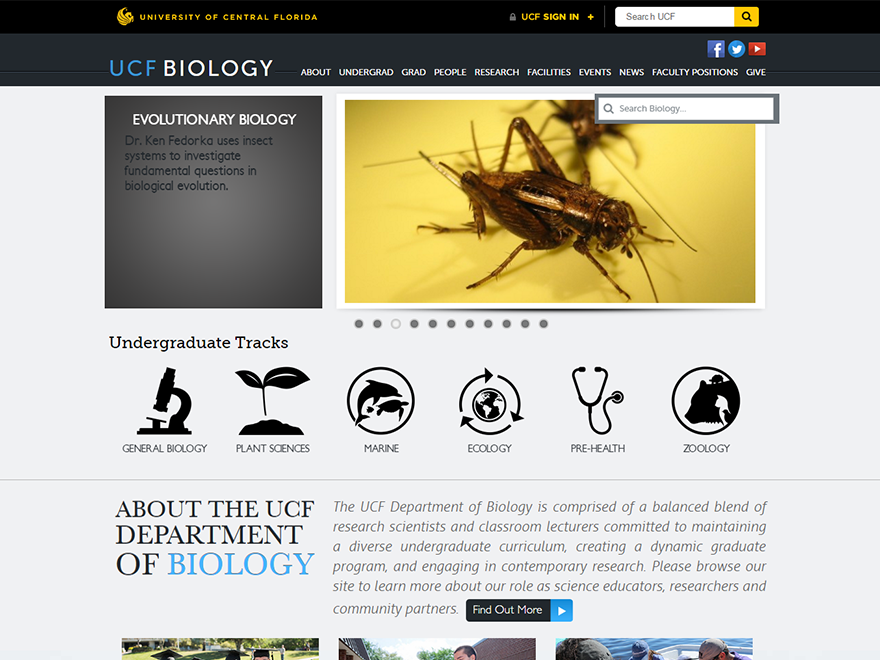 UNIVERSITY OF CENTRAL FLORIDA
UCF SIGN IN +
Search UCF
UCF BIOLOGY
ABOUT UNDERGRAD GRAD PEOPLE RESEARCH FACILITIES EVENTS NEWS FACULTY POSITIONS GIVE
Search Biology...
EVOLUTIONARY BIOLOGY
Dr. Ken Fedorka uses insect
systems to investigate
fundamental questions in
biological evolution.
Undergraduate Tracks
GENERAL BIOLOGY
PLANT SCIENCES
MARINE
ECOLOGY
PRE-HEALTH
ZOOLOGY
ABOUT THE UCF
DEPARTMENT
OF BIOLOGY
The UCF Department of Biology is comprised of a balanced blend of
research scientists and classroom lecturers committed to maintaining
a diverse undergraduate curriculum, creating a dynamic graduate
program, and engaging in contemporary research. Please browse our
site to learn more about our role as science educators, researchers and
community partners.
Find Out More